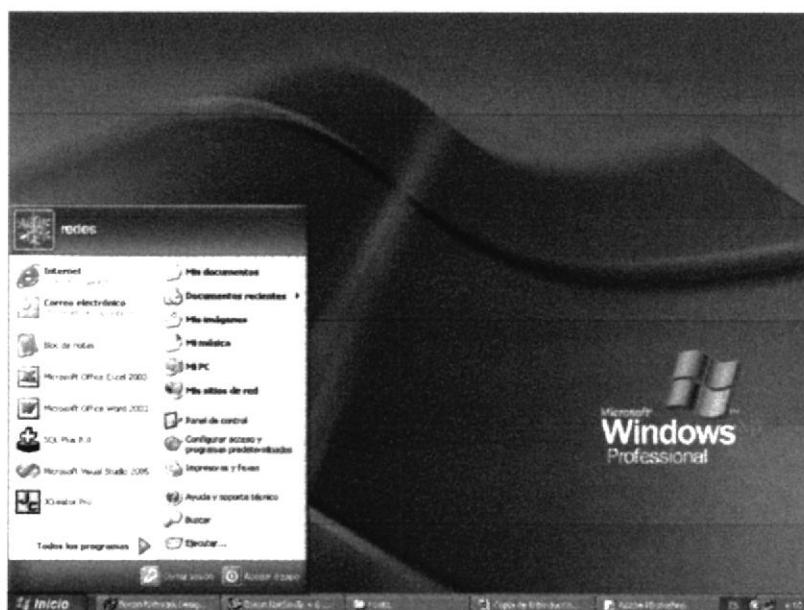 redes
Internet
Correo electrónico
Bloc de notas
Microsoft Office Excel 2003
Microsoft Office Word 2003
SQL Plus 8.0
Microsoft Visual Studio 2005
JCreator Pro
Todos los programas
Mis documentos
Documentos recientes
Mis imágenes
Mi música
Mi PC
Mis sitios de red
Panel de control
Configurar acceso y
programas predeterminados
Impresoras y faxes
Ayuda y soporte técnico
Buscar
Ejecutar...
Cerrar sesión
Apagar equipo
Microsoft
Windows
Professional
Inicio